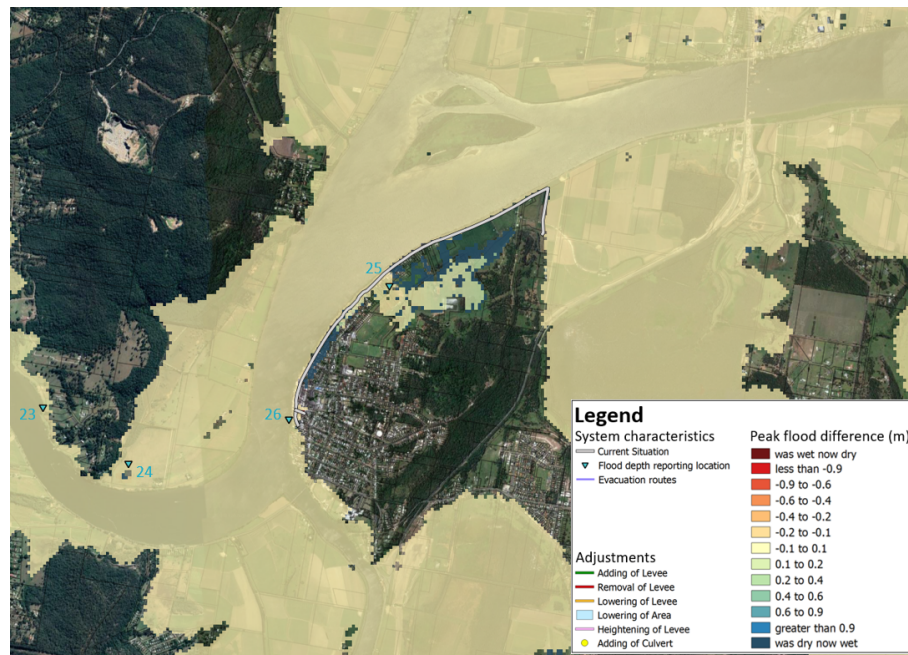 25
23
26
24
Legend
System characteristics
Current Situation
Flood depth reporting location
Evacuation routes
Adjustments
Adding of Levee
Removal of Levee
Lowering of Levee
Lowering of Area
Heightening of Levee
Adding of Culvert
Peak flood difference (m)
was wet now dry
less than -0.9
-0.9 to -0.6
-0.6 to -0.4
-0.4 to -0.2
-0.2 to -0.1
-0.1 to 0.1
0.1 to 0.2
0.2 to 0.4
0.4 to 0.6
0.6 to 0.9
greater than 0.9
was dry now wet